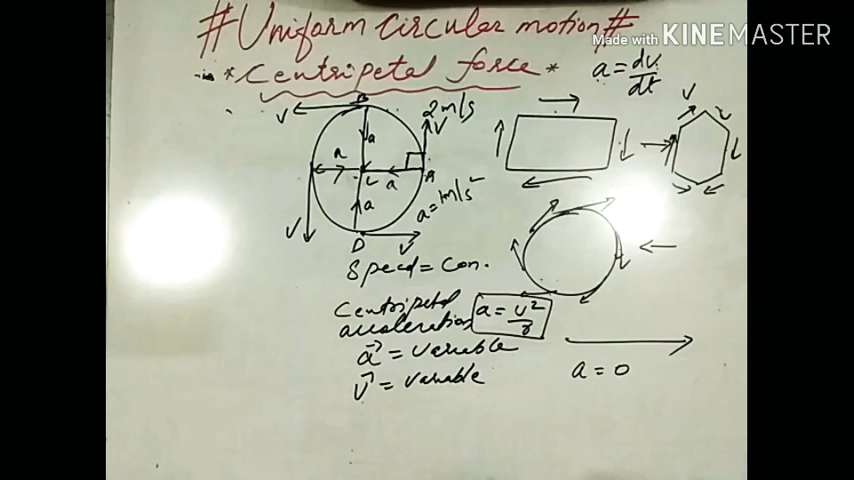 #Uniform Circular motion#
Made with KINEMASTER
*Centripetal force*
a = dv/dt
B
V
2m/s
V
a
a
a
C
A
a
a = 1m/s²
V
D
V
V
Speed = Con.
Centripetal
acceleration
a = v²/r
a⃗ = variable
v⃗ = variable
a = 0